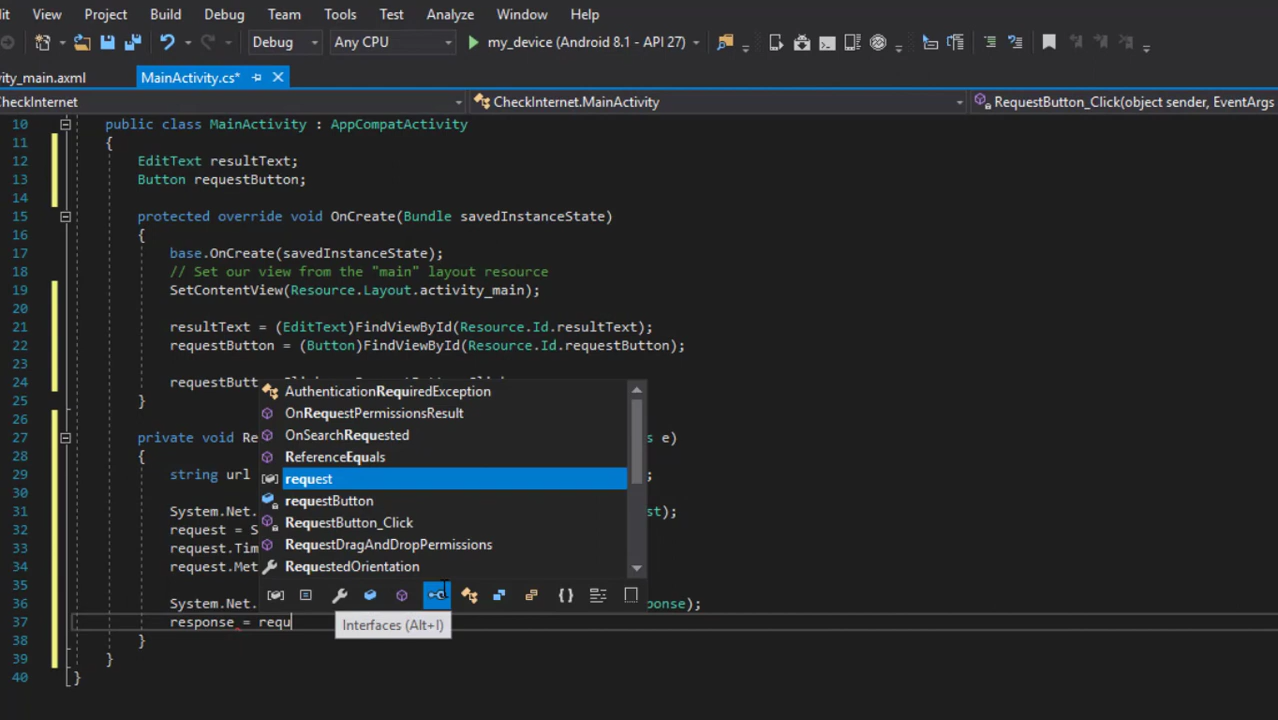 it View Project Build Debug Team Tools Test Analyze Window Help
Debug Any CPU my_device (Android 8.1 - API 27)
ity_main.axml MainActivity.cs*
CheckInternet CheckInternet.MainActivity RequestButton_Click(object sender, EventArgs
10 public class MainActivity : AppCompatActivity
11 {
12 EditText resultText;
13 Button requestButton;
14
15 protected override void OnCreate(Bundle savedInstanceState)
16 {
17 base.OnCreate(savedInstanceState);
18 // Set our view from the "main" layout resource
19 SetContentView(Resource.Layout.activity_main);
20
21 resultText = (EditText)FindViewById(Resource.Id.resultText);
22 requestButton = (Button)FindViewById(Resource.Id.requestButton);
23
24 requestButt
25 }
26
27 private void Re s e)
28 {
29 string url ;
30
31 System.Net. st);
32 request = S
33 request.Tim
34 request.Met
35
36 System.Net. ponse);
37 response = requ
38 }
39 }
40 }
AuthenticationRequiredException
OnRequestPermissionsResult
OnSearchRequested
ReferenceEquals
request
requestButton
RequestButton_Click
RequestDragAndDropPermissions
RequestedOrientation
{ }
Interfaces (Alt+I)